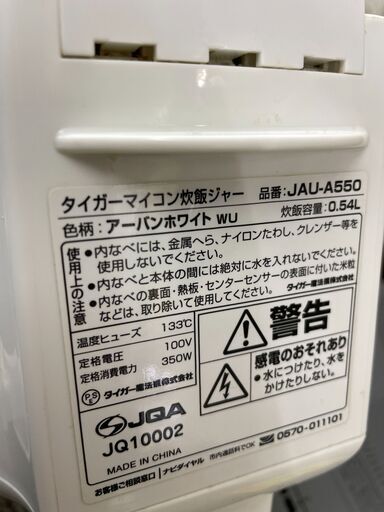 タイガーマイコン炊飯ジャー 品番:JAU-A550
色柄:アーバンホワイト WU 炊飯容量:0.54L
使用上の注意
●内なべには、金属へら、ナイロンたわし、クレンザー等を
使用しないでください。
●内なべと本体の間には絶対に水を入れないでください。
●内なべの裏面・熱板・センターセンサーの表面に付いた米粒
などは、取り除いて使用してください。
タイガー魔法瓶株式会社
温度ヒューズ 133℃
定格電圧 100V
定格消費電力 350W
PSE タイガー魔法瓶株式会社
警告
感電のおそれあり
●水につけたり、水を
かけたりしない。
JQA
JQ10002
MADE IN CHINA
お客様ご相談窓口 ナビダイヤル 市内通話料でOK 0570-011101